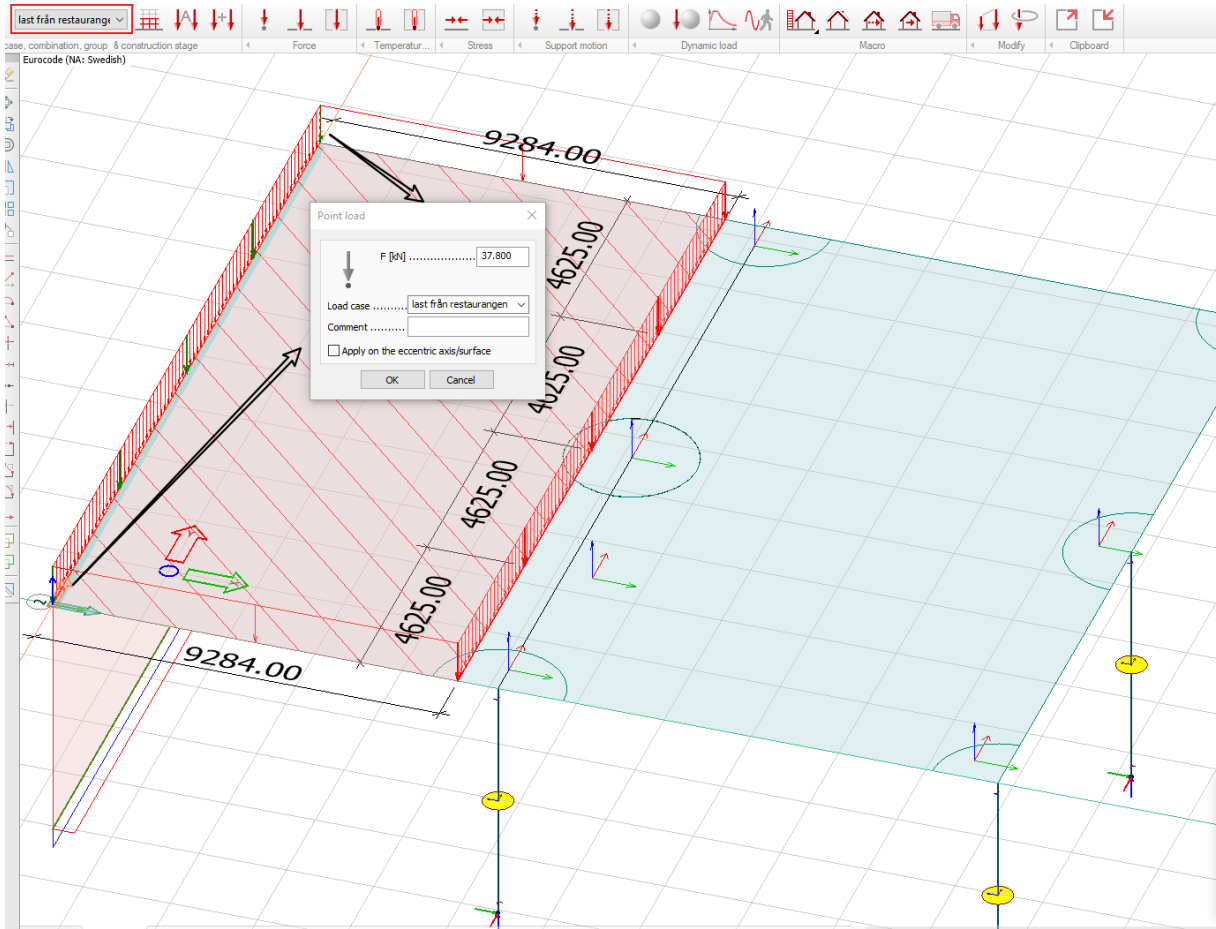 last från restaurange
case, combination, group & construction stage
Force
Temperatur...
Stress
Support motion
Dynamic load
Macro
Modify
Clipboard
Eurocode (NA: Swedish)
9284.00
Point load
F [kN] ................... 37.800
Load case .......... last från restaurangen
Comment ..........
Apply on the eccentric axis/surface
OK Cancel
4625.00
4625.00
4625.00
4625.00
2
9284.00